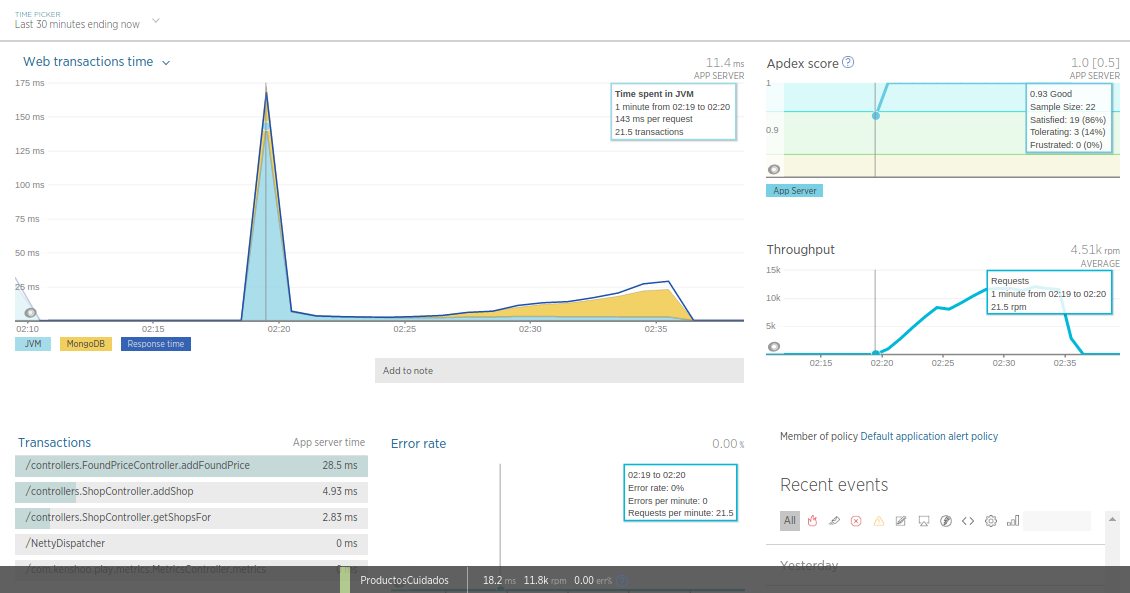 TIME PICKER
Last 30 minutes ending now
Web transactions time
11.4 ms
APP SERVER
175 ms
150 ms
125 ms
100 ms
75 ms
50 ms
25 ms
Time spent in JVM
1 minute from 02:19 to 02:20
143 ms per request
21.5 transactions
02:10
02:15
02:20
02:25
02:30
02:35
JVM
MongoDB
Response time
Add to note
Apdex score ?
1.0 [0.5]
APP SERVER
1
0.9
0.93 Good
Sample Size: 22
Satisfied: 19 (86%)
Tolerating: 3 (14%)
Frustrated: 0 (0%)
App Server
Throughput
4.51k rpm
AVERAGE
15k
10k
5k
Requests
1 minute from 02:19 to 02:20
21.5 rpm
02:15
02:20
02:25
02:30
02:35
Transactions
App server time
/controllers.FoundPriceController.addFoundPrice 28.5 ms
/controllers.ShopController.addShop 4.93 ms
/controllers.ShopController.getShopsFor 2.83 ms
/NettyDispatcher 0 ms
/com.kenshoo.play.metrics.MetricsController.metrics
Error rate
0.00 %
02:19 to 02:20
Error rate: 0%
Errors per minute: 0
Requests per minute: 21.5
Member of policy Default application alert policy
Recent events
All
Yesterday
ProductosCuidados 18.2 ms 11.8k rpm 0.00 err%